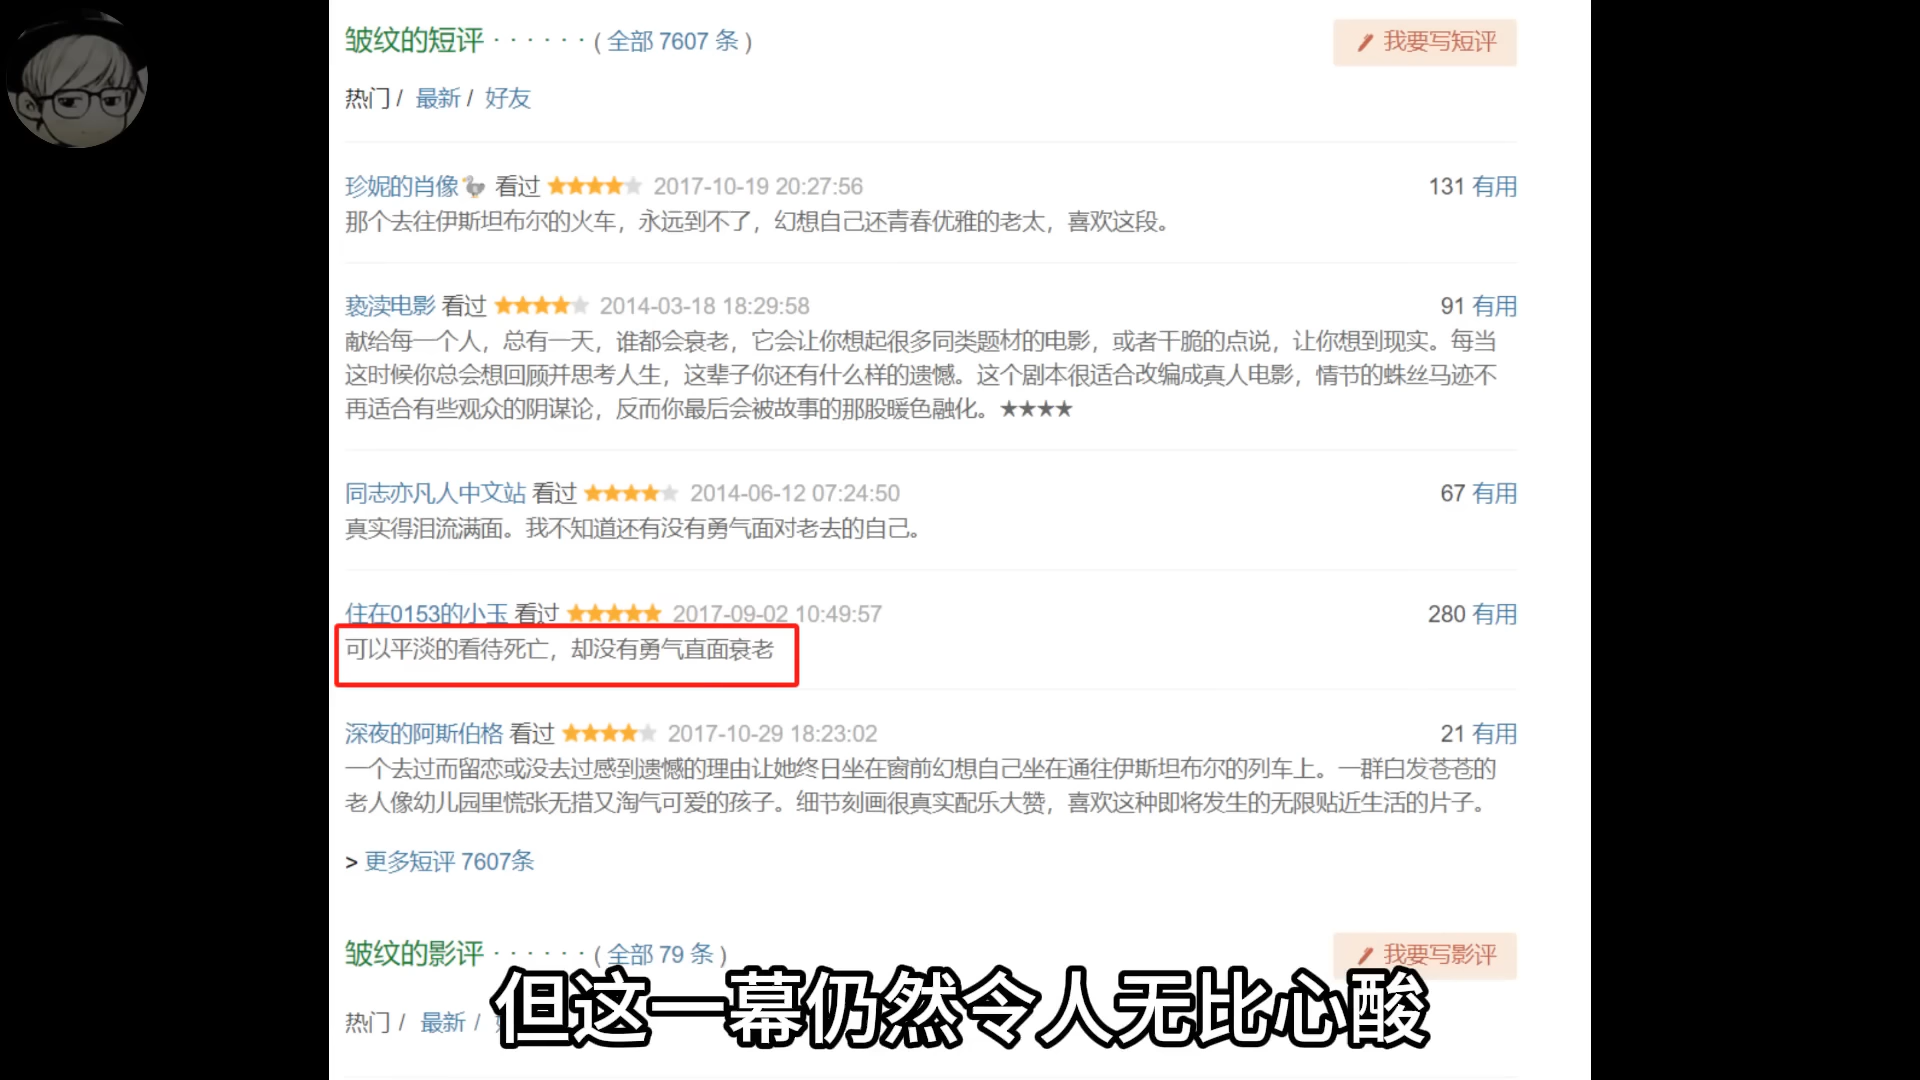 皱纹的短评 · · · · · · ( 全部 7607 条 )
我要写短评
热门 / 最新 / 好友
珍妮的肖像🦤 看过 ★★★★★ 2017-10-19 20:27:56
131 有用
那个去往伊斯坦布尔的火车，永远到不了，幻想自己还青春优雅的老太，喜欢这段。
亵渎电影 看过 ★★★★★ 2014-03-18 18:29:58
91 有用
献给每一个人，总有一天，谁都会衰老，它会让你想起很多同类题材的电影，或者干脆的点说，让你想到现实。每当
这时候你总会想回顾并思考人生，这辈子你还有什么样的遗憾。这个剧本很适合改编成真人电影，情节的蛛丝马迹不
再适合有些观众的阴谋论，反而你最后会被故事的那股暖色融化。★★★★
同志亦凡人中文站 看过 ★★★★★ 2014-06-12 07:24:50
67 有用
真实得泪流满面。我不知道还有没有勇气面对老去的自己。
住在0153的小玉 看过 ★★★★★ 2017-09-02 10:49:57
280 有用
可以平淡的看待死亡，却没有勇气直面衰老
深夜的阿斯伯格 看过 ★★★★★ 2017-10-29 18:23:02
21 有用
一个去过而留恋或没去过感到遗憾的理由让她终日坐在窗前幻想自己坐在通往伊斯坦布尔的列车上。一群白发苍苍的
老人像幼儿园里慌张无措又淘气可爱的孩子。细节刻画很真实配乐大赞，喜欢这种即将发生的无限贴近生活的片子。
> 更多短评 7607条
皱纹的影评 · · · · · · ( 全部 79 条 )
我要写影评
热门 / 最新 /
但这一幕仍然令人无比心酸